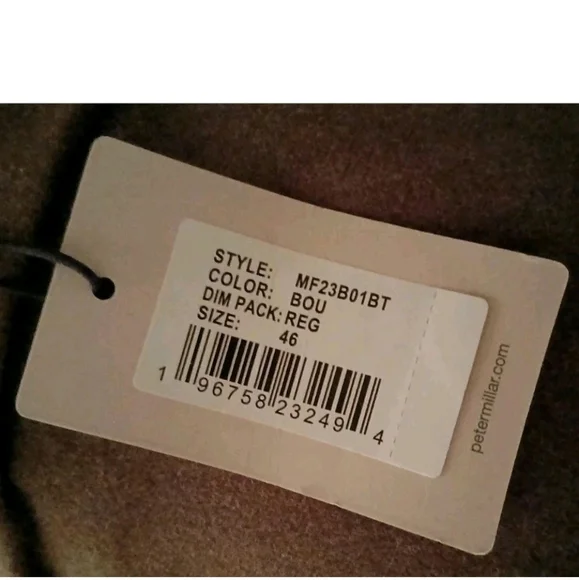 STYLE: MF23B01BT
COLOR: BOU
DIM PACK: REG
SIZE: 46
1 96758 23249 4
petermillar.com